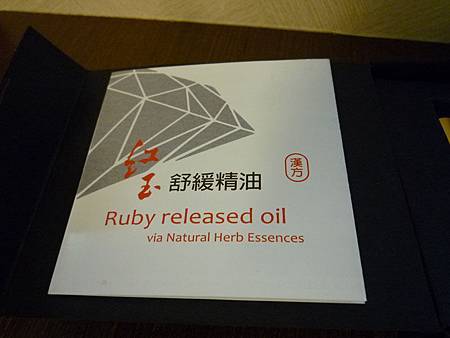 紅玉 舒緩精油 漢方
Ruby released oil
via Natural Herb Essences